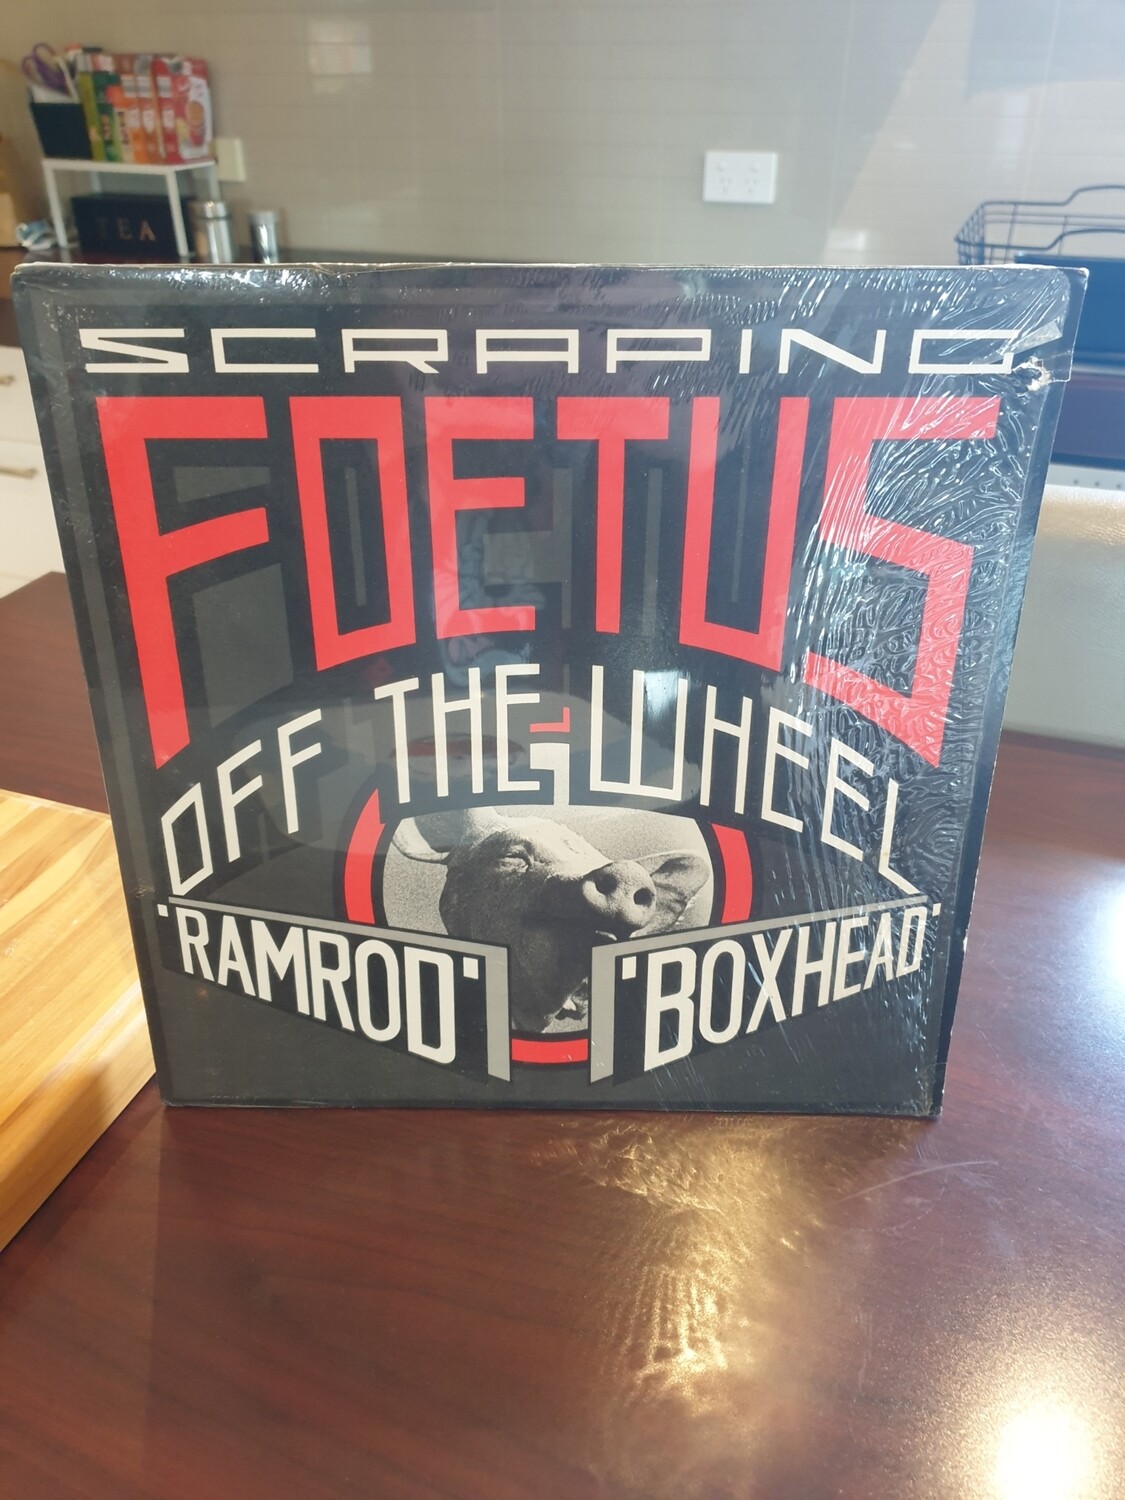 TEA
SCRAPING
FOETUS
OFF THE WHEEL
"RAMROD"
"BOXHEAD"